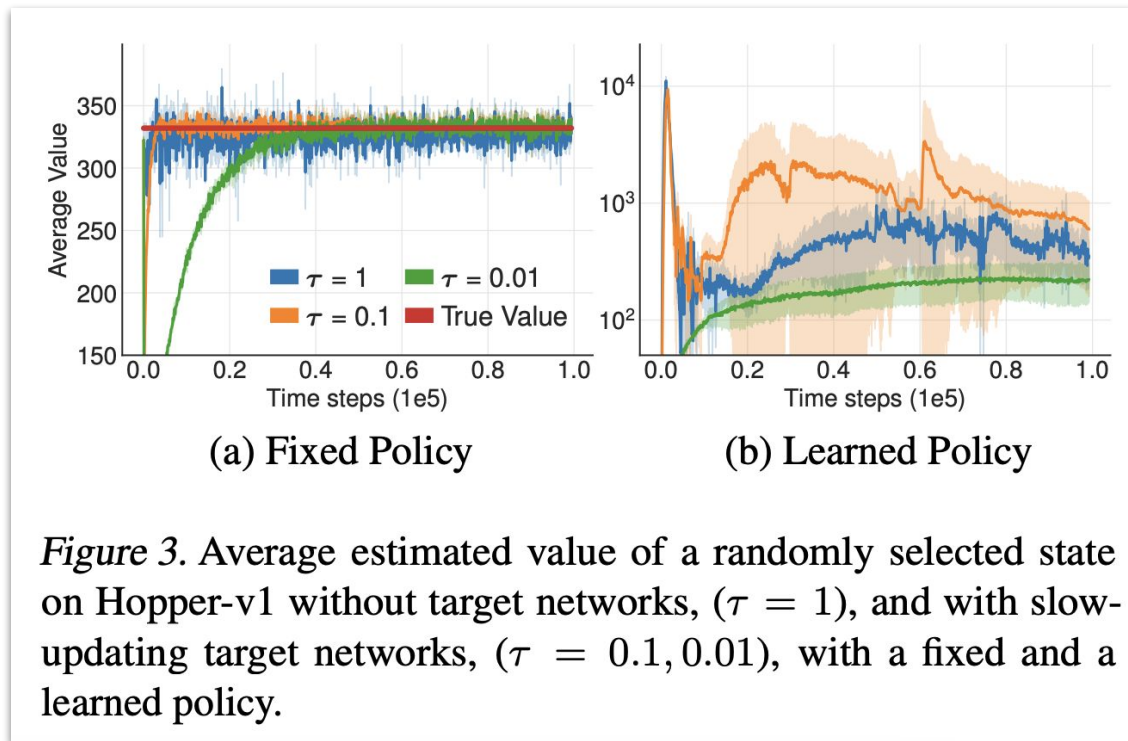 350
300
250
200
150
Average Value
τ = 1
τ = 0.01
τ = 0.1
True Value
0.0 0.2 0.4 0.6 0.8 1.0
Time steps (1e5)
(a) Fixed Policy
10⁴
10³
10²
0.0 0.2 0.4 0.6 0.8 1.0
Time steps (1e5)
(b) Learned Policy
Figure 3. Average estimated value of a randomly selected state
on Hopper-v1 without target networks, (τ = 1), and with slow-
updating target networks, (τ = 0.1, 0.01), with a fixed and a
learned policy.